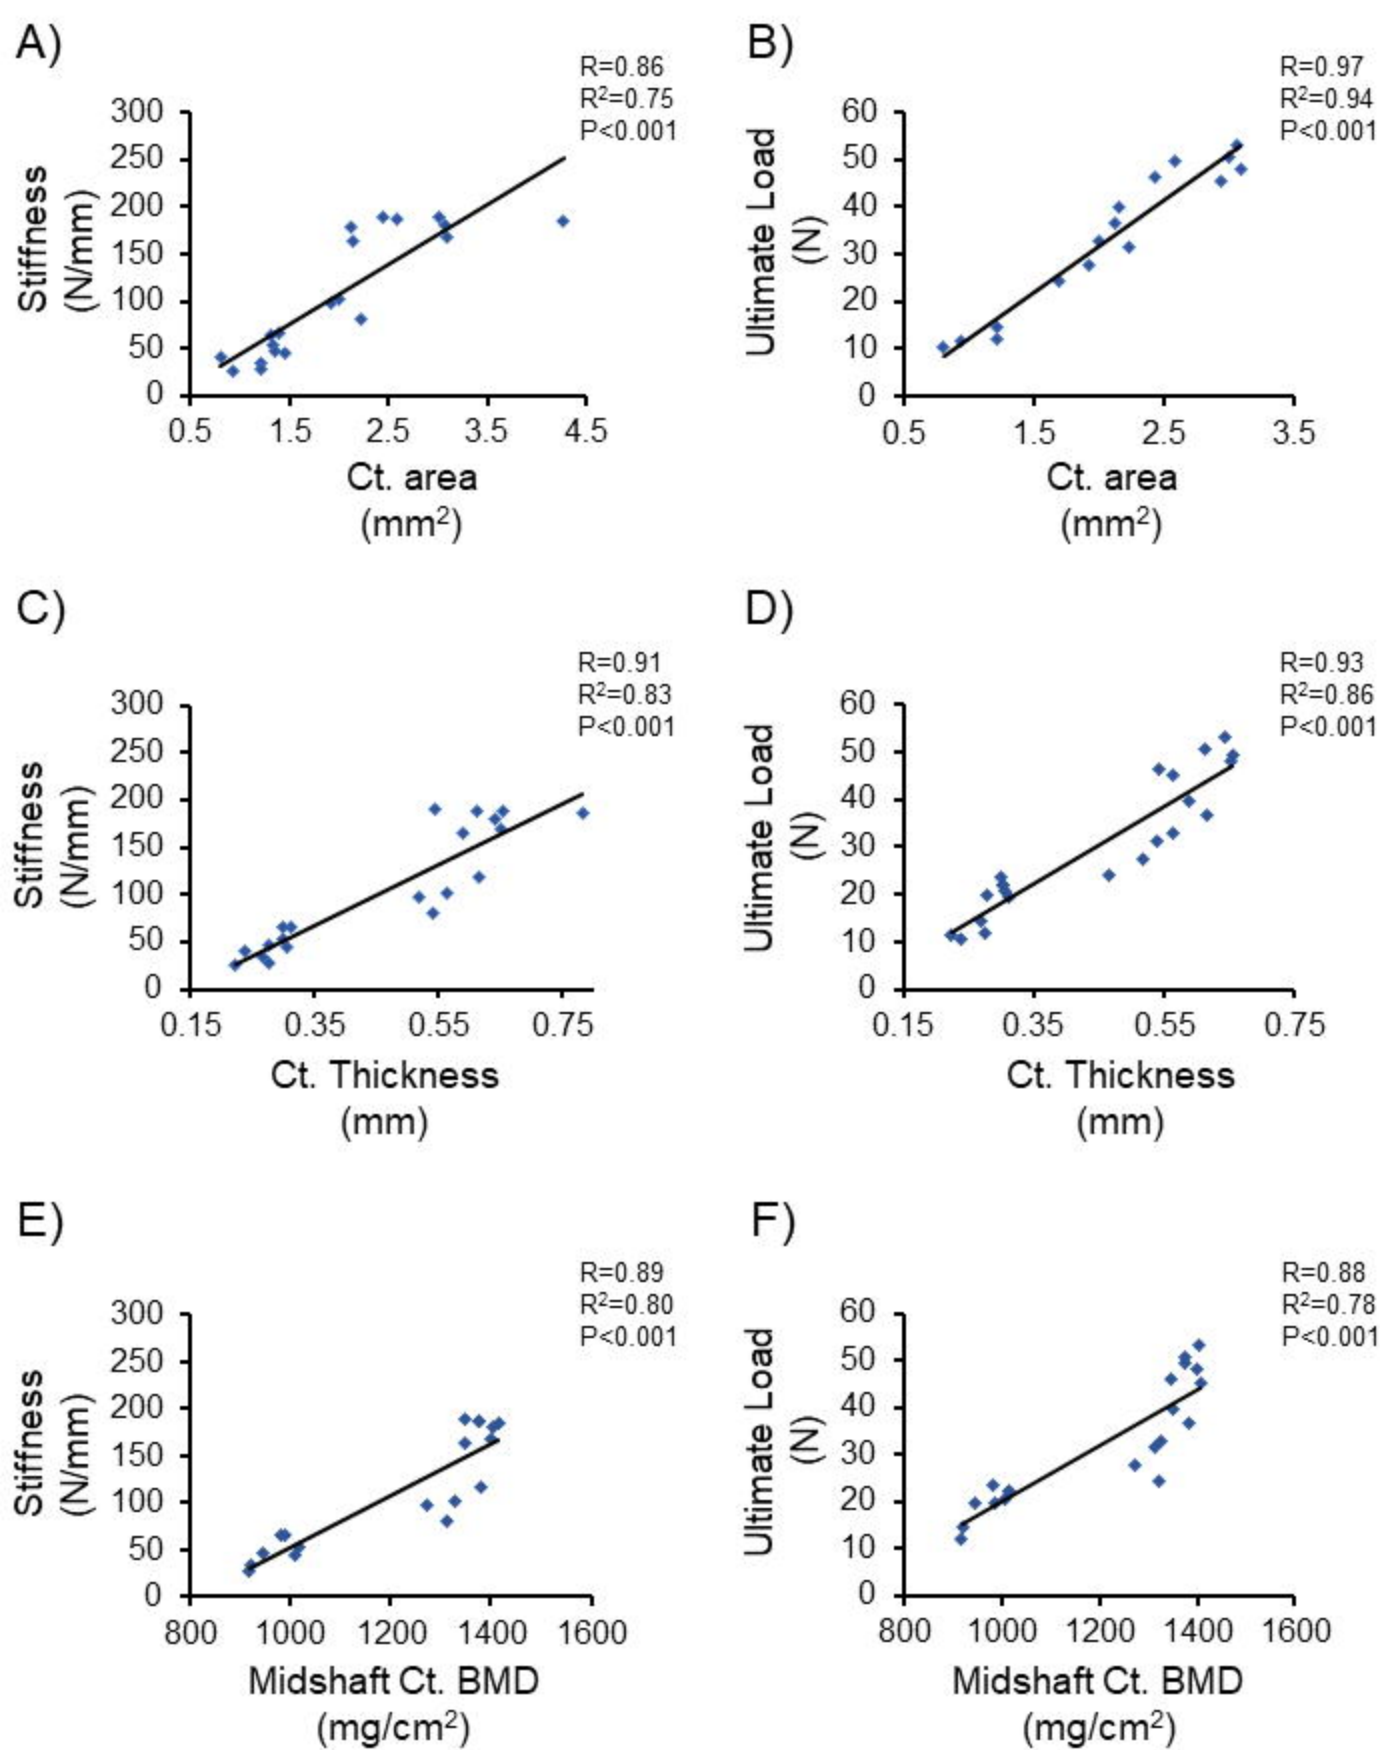 A)
R=0.86
R²=0.75
P<0.001
Stiffness
(N/mm)
300
250
200
150
100
50
0
0.5 1.5 2.5 3.5 4.5
Ct. area
(mm²)
B)
R=0.97
R²=0.94
P<0.001
Ultimate Load
(N)
60
50
40
30
20
10
0
0.5 1.5 2.5 3.5
Ct. area
(mm²)
C)
R=0.91
R²=0.83
P<0.001
Stiffness
(N/mm)
300
250
200
150
100
50
0
0.15 0.35 0.55 0.75
Ct. Thickness
(mm)
D)
R=0.93
R²=0.86
P<0.001
Ultimate Load
(N)
60
50
40
30
20
10
0
0.15 0.35 0.55 0.75
Ct. Thickness
(mm)
E)
R=0.89
R²=0.80
P<0.001
Stiffness
(N/mm)
300
250
200
150
100
50
0
800 1000 1200 1400 1600
Midshaft Ct. BMD
(mg/cm²)
F)
R=0.88
R²=0.78
P<0.001
Ultimate Load
(N)
60
50
40
30
20
10
0
800 1000 1200 1400 1600
Midshaft Ct. BMD
(mg/cm²)